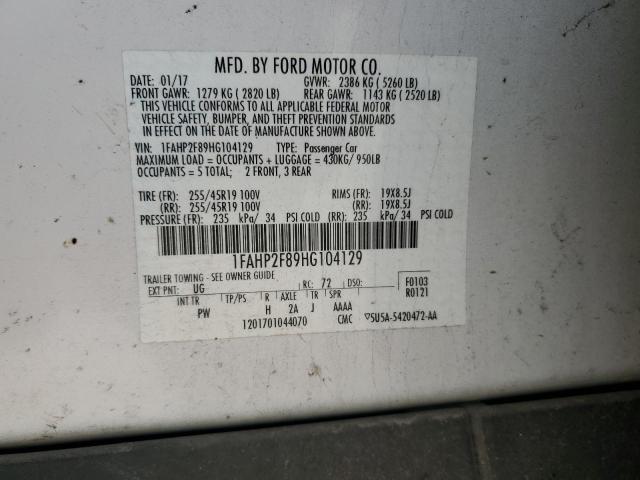 MFD. BY FORD MOTOR CO.
DATE: 01/17 GVWR: 2386 KG ( 5260 LB)
FRONT GAWR: 1279 KG ( 2820 LB) REAR GAWR: 1143 KG ( 2520 LB)
THIS VEHICLE CONFORMS TO ALL APPLICABLE FEDERAL MOTOR
VEHICLE SAFETY, BUMPER, AND THEFT PREVENTION STANDARDS
IN EFFECT ON THE DATE OF MANUFACTURE SHOWN ABOVE.
VIN: 1FAHP2F89HG104129 TYPE: Passenger Car
MAXIMUM LOAD = OCCUPANTS + LUGGAGE = 430KG/ 950LB
OCCUPANTS = 5 TOTAL; 2 FRONT, 3 REAR
TIRE (FR): 255/45R19 100V RIMS (FR): 19X8.5J
(RR): 255/45R19 100V (RR): 19X8.5J
PRESSURE (FR): 235 kPa/ 34 PSI COLD (RR): 235 kPa/ 34 PSI COLD
1FAHP2F89HG104129
TRAILER TOWING - SEE OWNER GUIDE
EXT PNT: UG RC: 72 DSO: F0103
INT TR TP/PS R AXLE TR SPR R0121
PW H 2A J AAAA
1201701044070 CMC ▽5U5A-5420472-AA